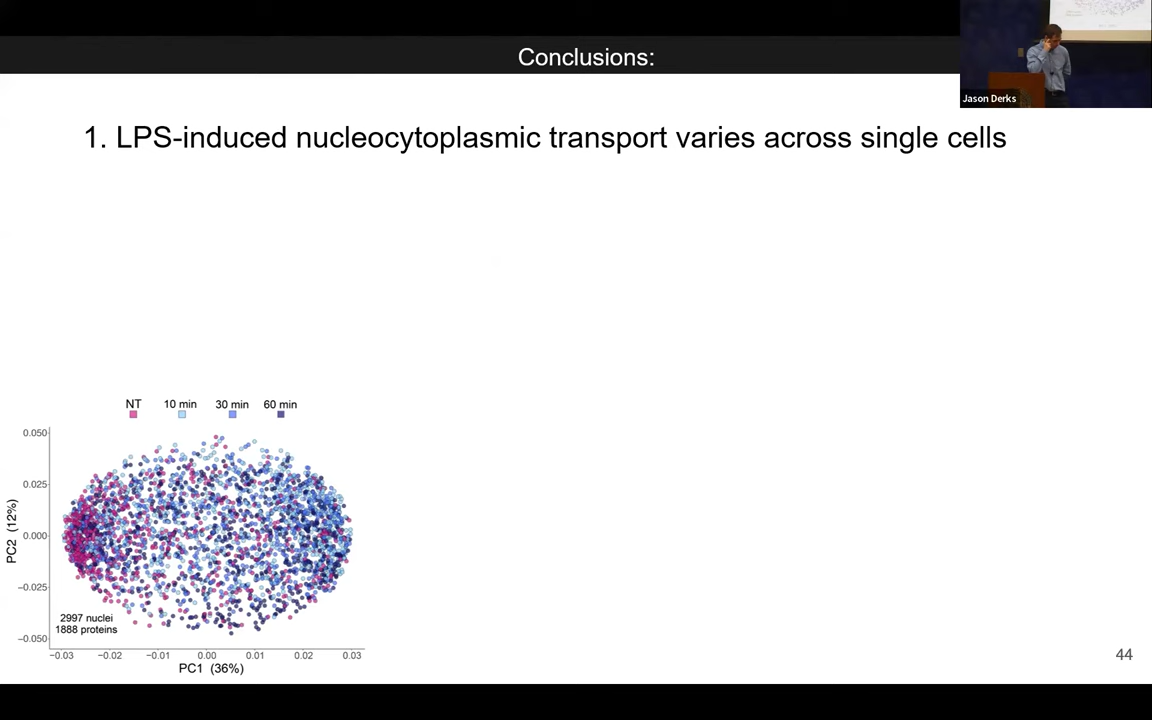 Conclusions:
Jason Derks
1. LPS-induced nucleocytoplasmic transport varies across single cells
NT 10 min 30 min 60 min
0.050
0.025
0.000
−0.025
−0.050
PC2 (12%)
2997 nuclei
1888 proteins
−0.03 −0.02 −0.01 0.00 0.01 0.02 0.03
PC1 (36%)
44